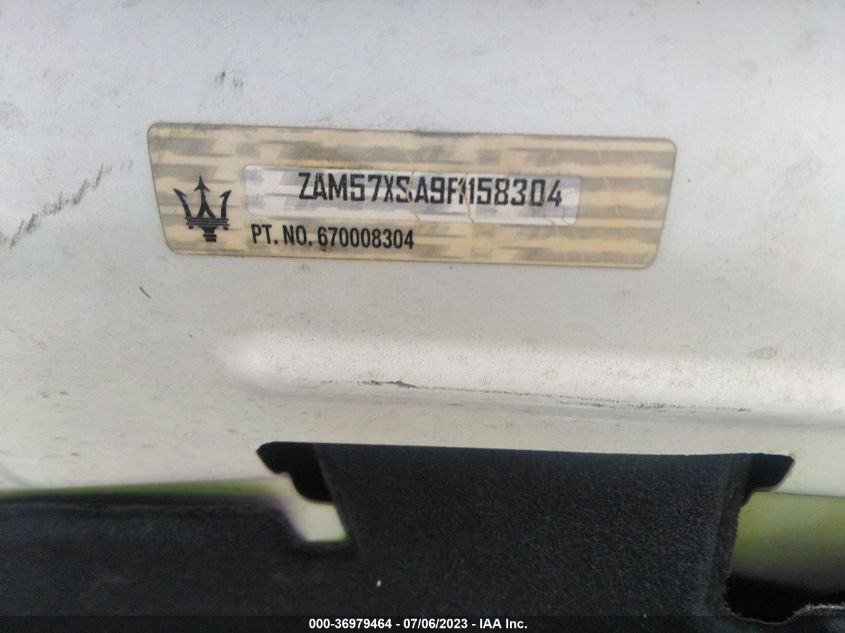 ZAM57XSA9F1158304
PT. NO. 670008304
000-36979464 - 07/06/2023 - IAA Inc.